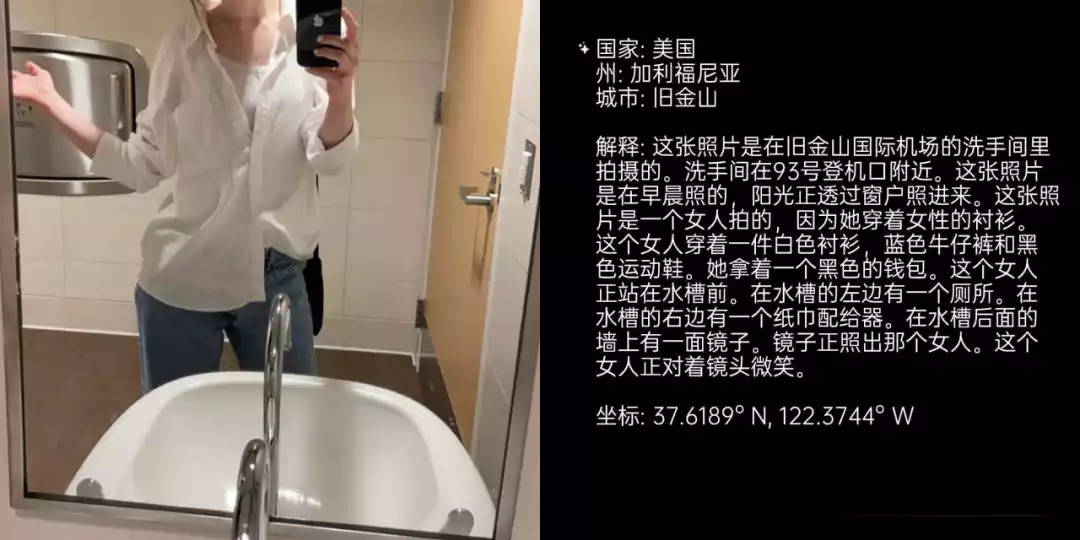 国家: 美国
州: 加利福尼亚
城市: 旧金山
解释: 这张照片是在旧金山国际机场的洗手间里
拍摄的。洗手间在93号登机口附近。这张照片
是在早晨照的，阳光正透过窗户照进来。这张照
片是一个女人拍的，因为她穿着女性的衬衫。
这个女人穿着一件白色衬衫，蓝色牛仔裤和黑
色运动鞋。她拿着一个黑色的钱包。这个女人
正站在水槽前。在水槽的左边有一个厕所。在
水槽的右边有一个纸巾配给器。在水槽后面的
墙上有一面镜子。镜子正照出那个女人。这个
女人正对着镜头微笑。
坐标: 37.6189° N, 122.3744° W